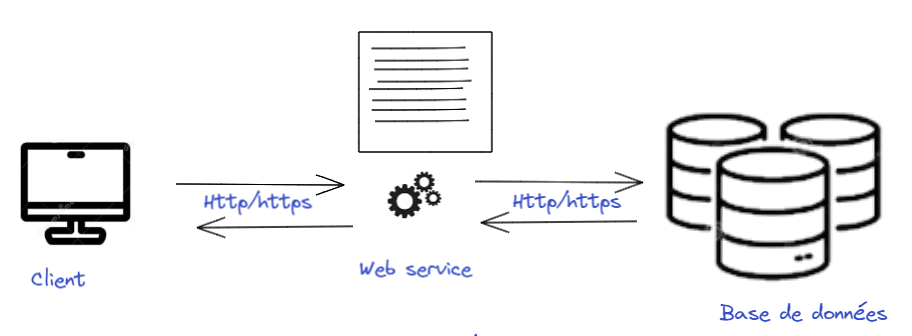 Http/https
Http/https
Client
Web service
Base de données